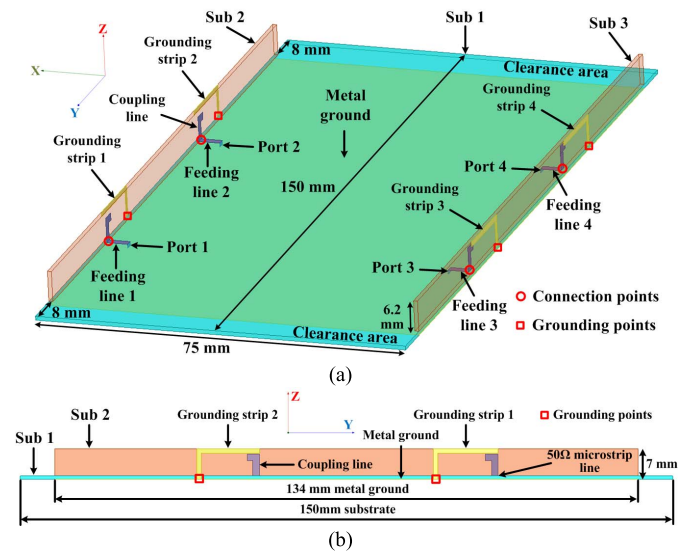 Z
X
Y
Sub 2
Sub 1
Sub 3
8 mm
Clearance area
Grounding
strip 2
Coupling
line
Metal
ground
Grounding
strip 4
Grounding
strip 1
Port 2
Feeding
line 2
Port 4
Feeding
line 4
150 mm
Grounding
strip 3
Port 1
Feeding
line 1
Port 3
Feeding
line 3
6.2
mm
Connection points
Grounding points
8 mm
Clearance area
75 mm
(a)
Z
Y
Sub 2
Grounding strip 2
Grounding strip 1
Grounding points
Sub 1
Metal ground
Coupling line
50Ω microstrip
line
7 mm
134 mm metal ground
150mm substrate
(b)